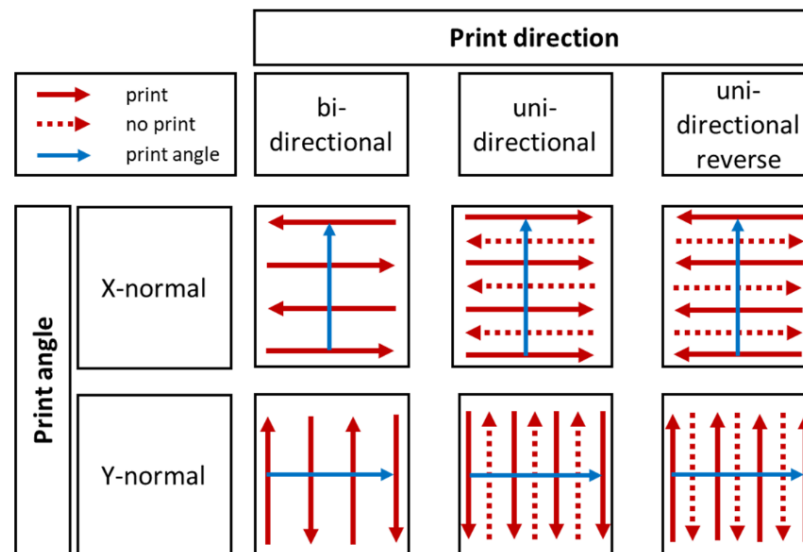 Print direction
print
no print
print angle
bi-
directional
uni-
directional
uni-
directional
reverse
Print angle
X-normal
Y-normal